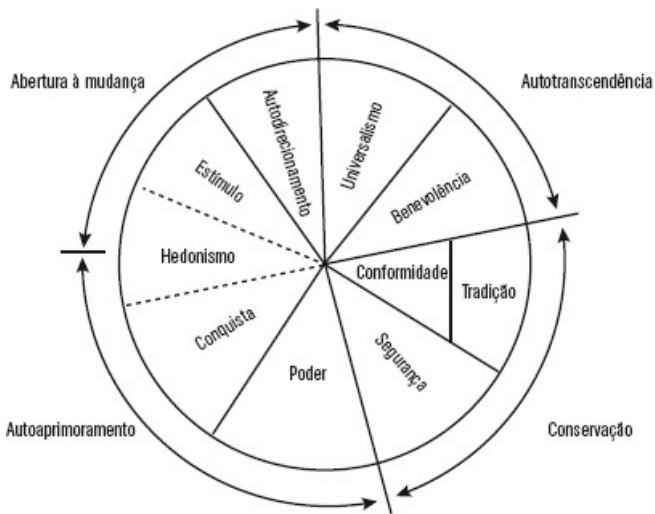 Abertura à mudança
Autotranscendência
Autodirecionamento
Universalismo
Estímulo
Benevolência
Hedonismo
Conformidade
Tradição
Conquista
Segurança
Poder
Autoaprimoramento
Conservação